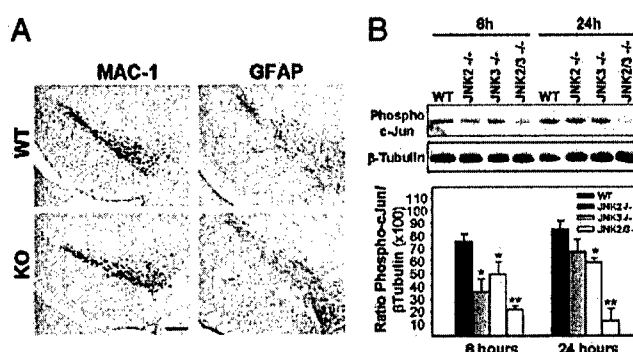 A
MAC-1 GFAP
WT
KO
B
6h 24h
WT JNK2 -/- JNK3 -/- JNK2/3 -/- WT JNK2 -/- JNK3 -/- JNK2/3 -/-
Phospho
c-Jun
β-Tubulin
Ratio Phospho-c-Jun/
βTubulin (x100)
110
100
90
80
70
60
50
40
30
20
10
WT
JNK2-/-
JNK3-/-
JNK2/3-
* * ** * **
6 hours 24 hours